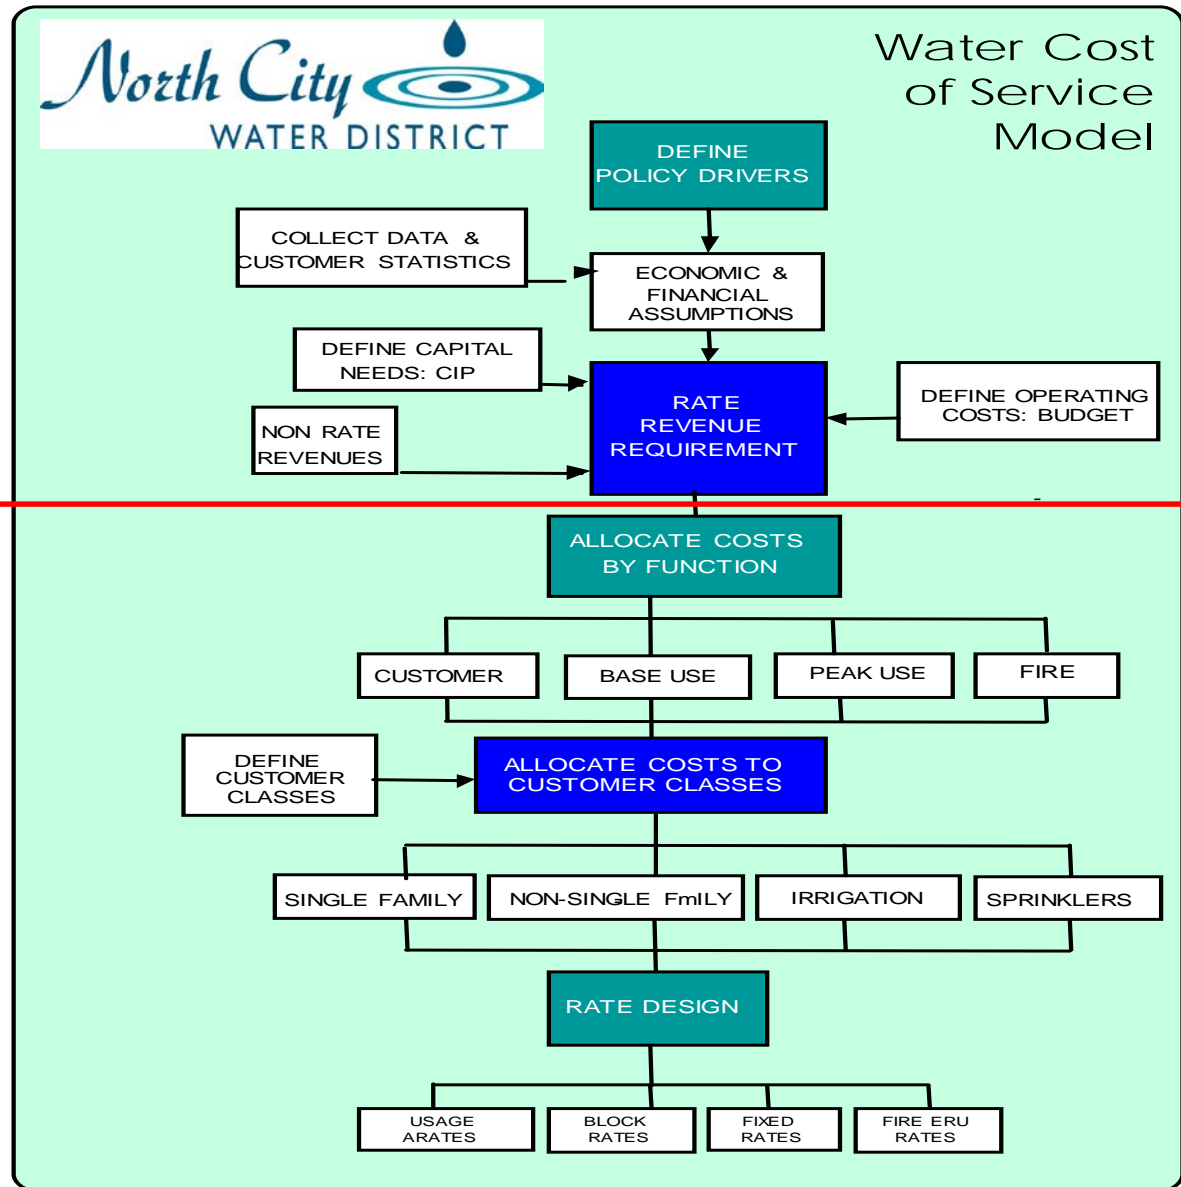 North City
WATER DISTRICT
Water Cost
of Service
Model
DEFINE
POLICY DRIVERS
COLLECT DATA &
CUSTOMER STATISTICS
ECONOMIC &
FINANCIAL
ASSUMPTIONS
DEFINE CAPITAL
NEEDS: CIP
RATE
REVENUE
REQUIREMENT
DEFINE OPERATING
COSTS: BUDGET
NON RATE
REVENUES
-
ALLOCATE COSTS
BY FUNCTION
CUSTOMER
BASE USE
PEAK USE
FIRE
DEFINE
CUSTOMER
CLASSES
ALLOCATE COSTS TO
CUSTOMER CLASSES
SINGLE FAMILY
NON-SINGLE FmILY
IRRIGATION
SPRINKLERS
RATE DESIGN
USAGE
ARATES
BLOCK
RATES
FIXED
RATES
FIRE ERU
RATES